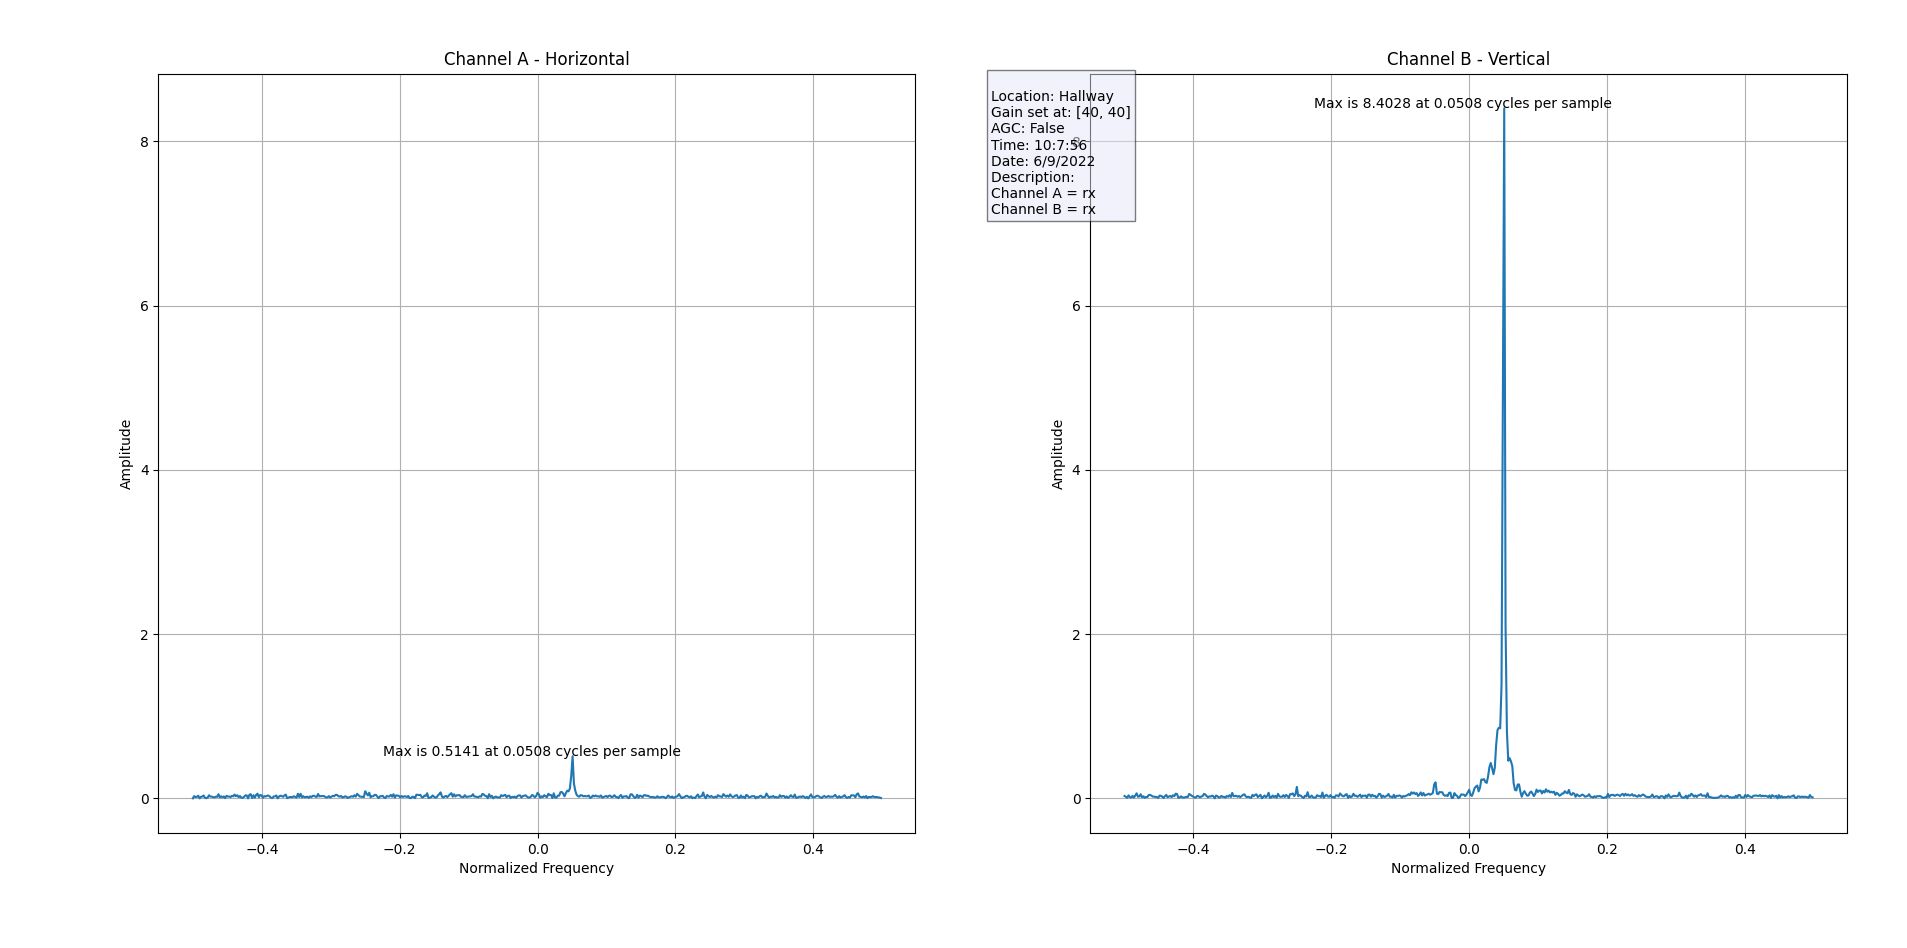 Channel A - Horizontal
Amplitude
8
6
4
2
0
Max is 0.5141 at 0.0508 cycles per sample
−0.4
−0.2
0.0
0.2
0.4
Normalized Frequency
Location: Hallway
Gain set at: [40, 40]
AGC: False
Time: 10:7:56
Date: 6/9/2022
Description:
Channel A = rx
Channel B = rx
Channel B - Vertical
Max is 8.4028 at 0.0508 cycles per sample
Amplitude
8
6
4
2
0
−0.4
−0.2
0.0
0.2
0.4
Normalized Frequency